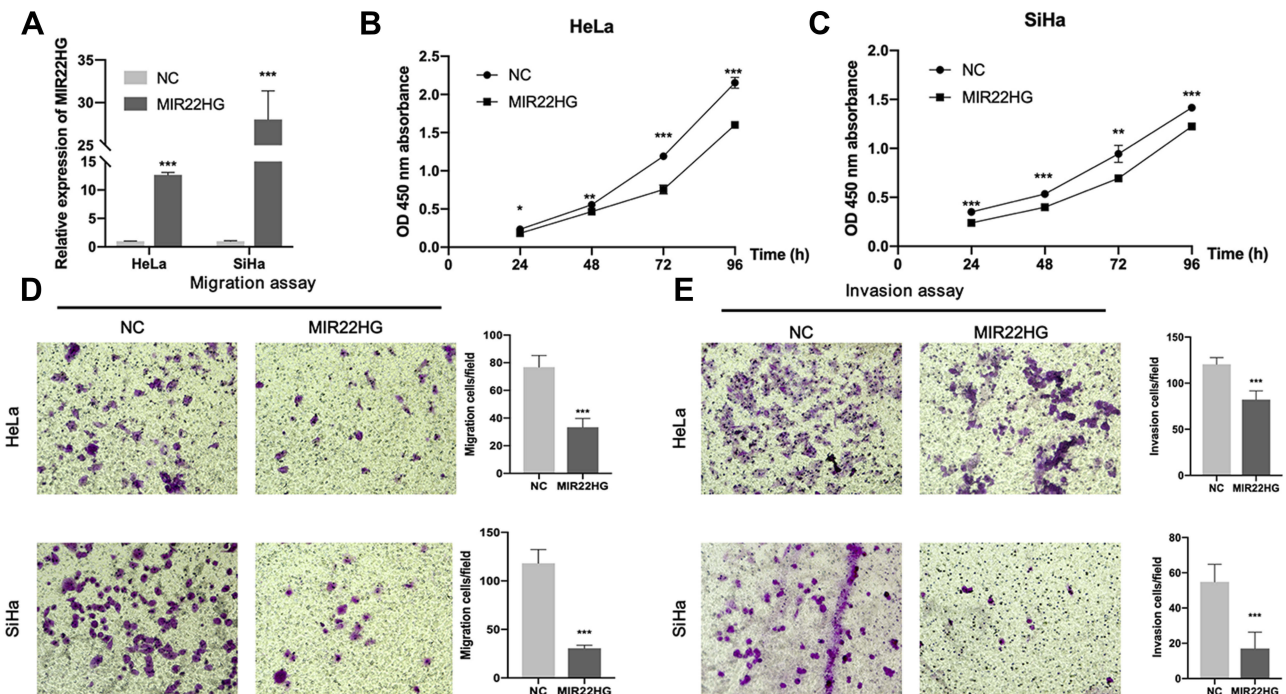 A
Relative expression of MIR22HG
35
30
25
15
10
5
0
NC
MIR22HG
***
***
HeLa
SiHa
B
HeLa
OD 450 nm absorbance
2.5
2.0
1.5
1.0
0.5
0.0
NC
MIR22HG
*
**
***
***
0
24
48
72
96
Time (h)
C
SiHa
OD 450 nm absorbance
2.0
1.5
1.0
0.5
0.0
NC
MIR22HG
***
***
**
***
0
24
48
72
96
Time (h)
D
Migration assay
NC
MIR22HG
HeLa
Migration cells/field
100
80
60
40
20
0
***
NC
MIR22HG
SiHa
Migration cells/field
150
100
50
0
***
NC
MIR22HG
E
Invasion assay
NC
MIR22HG
HeLa
Invasion cells/field
150
100
50
0
***
NC
MIR22HG
SiHa
Invasion cells/field
80
60
40
20
0
***
NC
MIR22HG